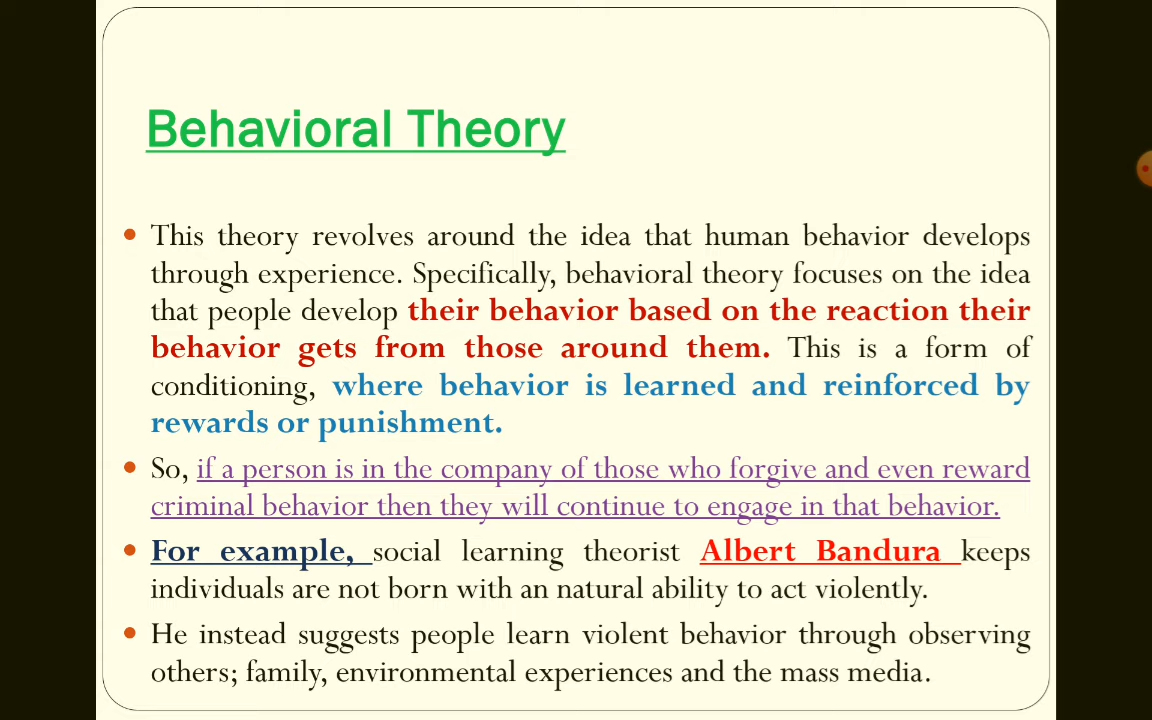 Behavioral Theory
This theory revolves around the idea that human behavior develops
through experience. Specifically, behavioral theory focuses on the idea
that people develop their behavior based on the reaction their
behavior gets from those around them. This is a form of
conditioning, where behavior is learned and reinforced by
rewards or punishment.
So, if a person is in the company of those who forgive and even reward
criminal behavior then they will continue to engage in that behavior.
For example, social learning theorist Albert Bandura keeps
individuals are not born with an natural ability to act violently.
He instead suggests people learn violent behavior through observing
others; family, environmental experiences and the mass media.